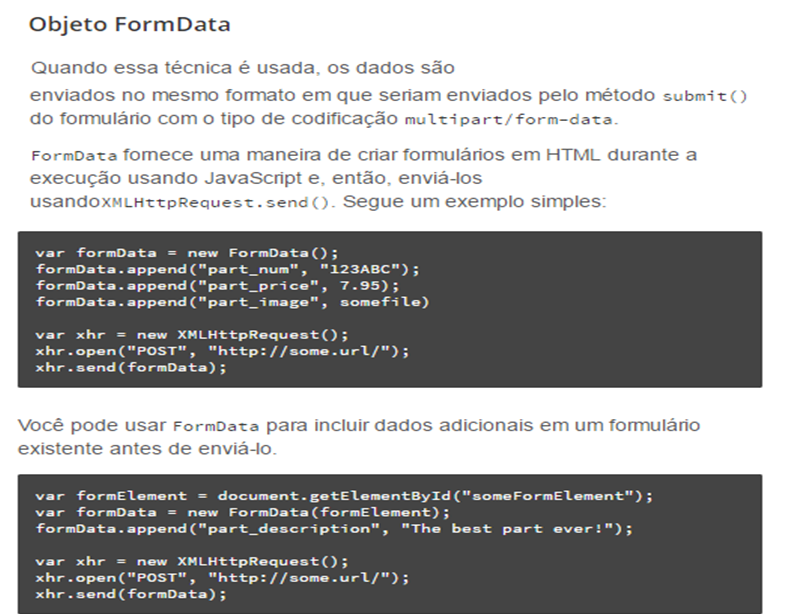 Objeto FormData
Quando essa técnica é usada, os dados são
enviados no mesmo formato em que seriam enviados pelo método submit()
do formulário com o tipo de codificação multipart/form-data.
FormData fornece uma maneira de criar formulários em HTML durante a
execução usando JavaScript e, então, enviá-los
usandoXMLHttpRequest.send(). Segue um exemplo simples:
var formData = new FormData();
formData.append("part_num", "123ABC");
formData.append("part_price", 7.95);
formData.append("part_image", somefile)
var xhr = new XMLHttpRequest();
xhr.open("POST", "http://some.url/");
xhr.send(formData);
Você pode usar FormData para incluir dados adicionais em um formulário
existente antes de enviá-lo.
var formElement = document.getElementById("someFormElement");
var formData = new FormData(formElement);
formData.append("part_description", "The best part ever!");
var xhr = new XMLHttpRequest();
xhr.open("POST", "http://some.url/");
xhr.send(formData);